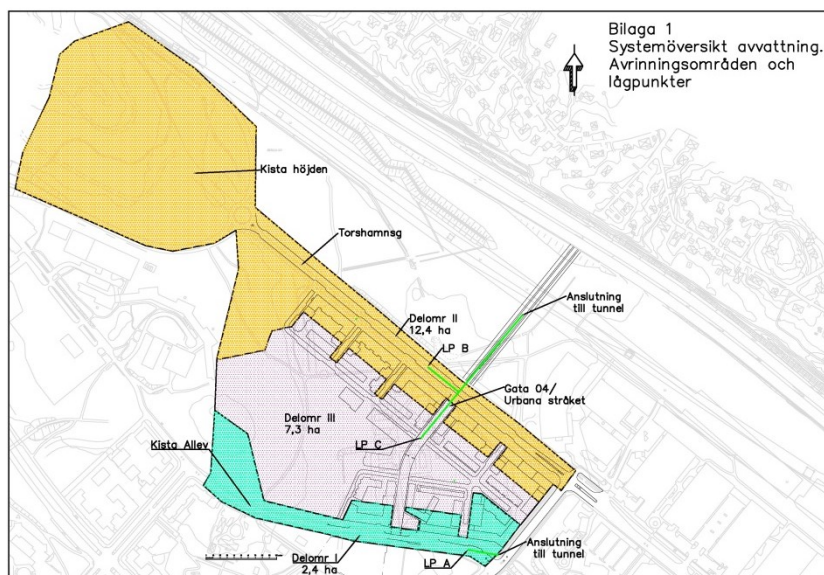 Bilaga 1
Systemöversikt avvattning.
Avrinningsområden och
lågpunkter
Kista höjden
Torshamnsg
Anslutning
till tunnel
Delomr II
12,4 ha
LP B
Gata 04/
Urbana stråket
Delomr III
7,3 ha
LP C
Kista Allev
Anslutning
till tunnel
Delomr I
2,4 ha
LP A